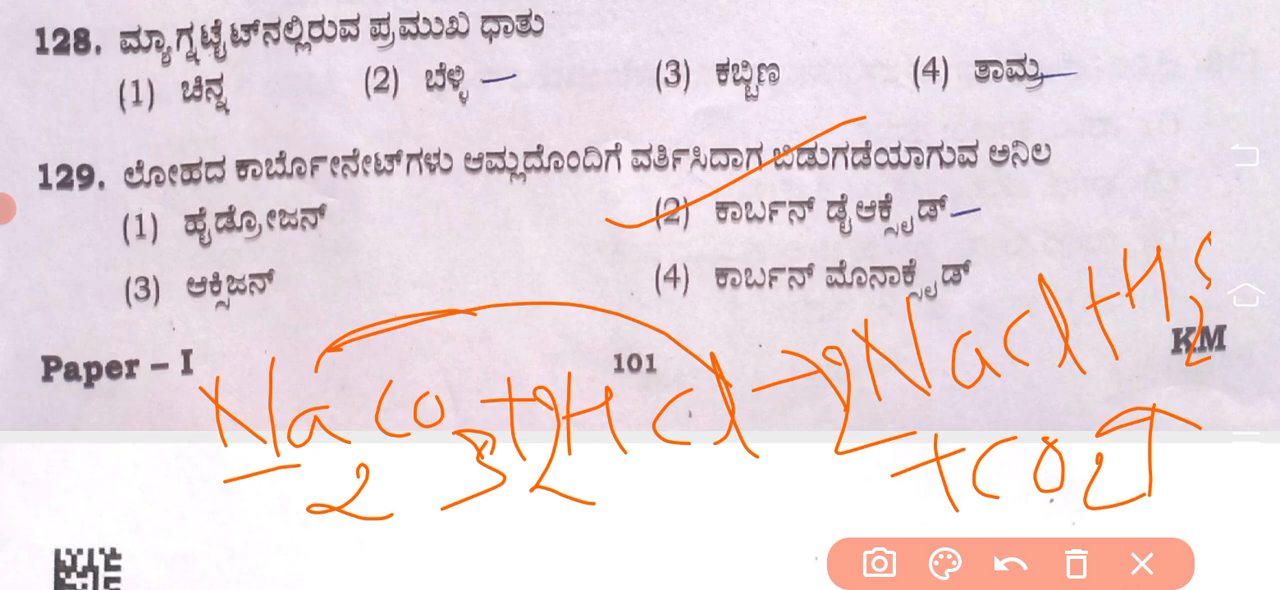 128. ಮ್ಯಾಗ್ನಟೈಟ್‌ನಲ್ಲಿರುವ ಪ್ರಮುಖ ಧಾತು
(1) ಚಿನ್ನ (2) ಬೆಳ್ಳಿ (3) ಕಬ್ಬಿಣ (4) ತಾಮ್ರ
129. ಲೋಹದ ಕಾರ್ಬೋನೇಟ್‌ಗಳು ಆಮ್ಲದೊಂದಿಗೆ ವರ್ತಿಸಿದಾಗ ಬಿಡುಗಡೆಯಾಗುವ ಅನಿಲ
(1) ಹೈಡ್ರೋಜನ್ (2) ಕಾರ್ಬನ್ ಡೈಆಕ್ಸೈಡ್
(3) ಆಕ್ಸಿಜನ್ (4) ಕಾರ್ಬನ್ ಮೊನಾಕ್ಸೈಡ್
Paper – I 101 KM
Na2CO3+2HCl→2NaCl+H2
+CO2↑